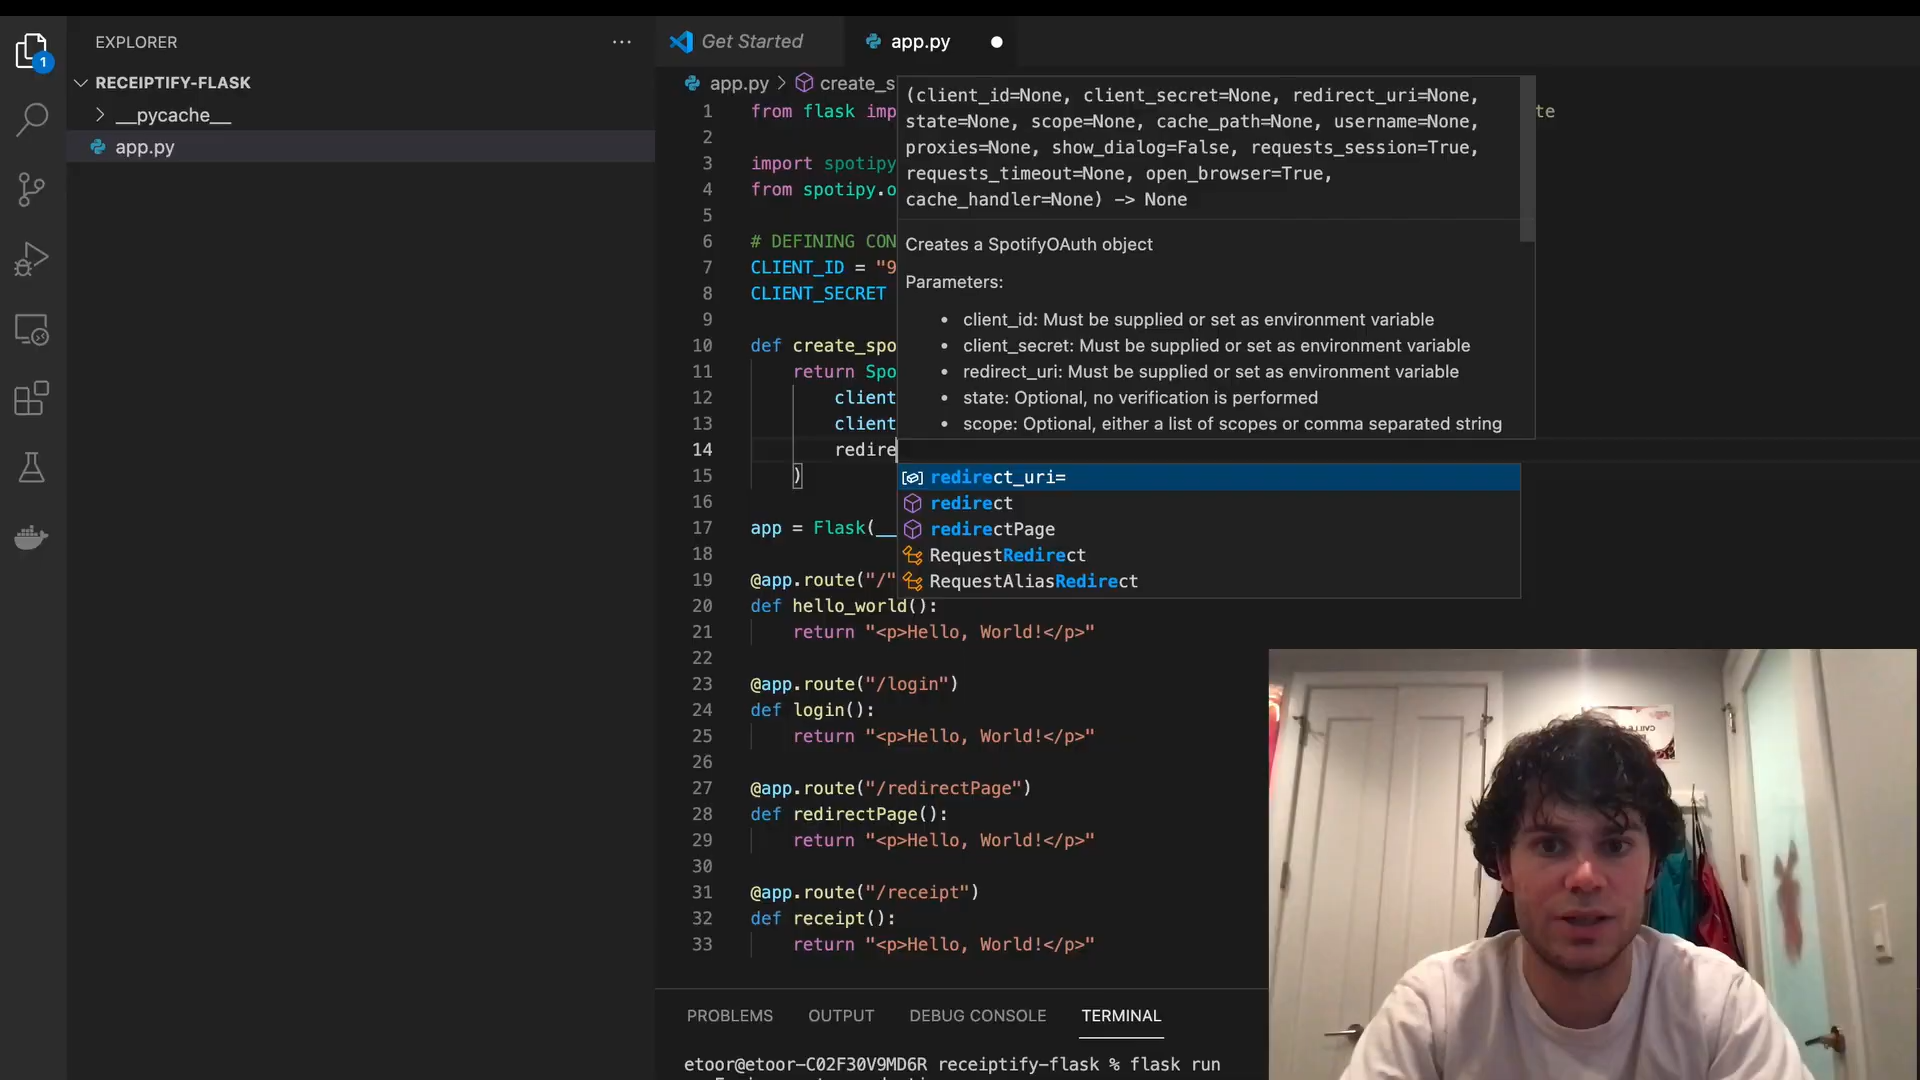 EXPLORER
RECEIPTIFY-FLASK
__pycache__
app.py
1
Get Started
app.py
app.py > create_s
1 from flask imp te
2
3 import spotipy
4 from spotipy.o
5
6 # DEFINING CON
7 CLIENT_ID = "9
8 CLIENT_SECRET
9
10 def create_spo
11 return Spo
12 client
13 client
14 redire
15 )
16
17 app = Flask(__
18
19 @app.route("/"
20 def hello_world():
21 return "<p>Hello, World!</p>"
22
23 @app.route("/login")
24 def login():
25 return "<p>Hello, World!</p>"
26
27 @app.route("/redirectPage")
28 def redirectPage():
29 return "<p>Hello, World!</p>"
30
31 @app.route("/receipt")
32 def receipt():
33 return "<p>Hello, World!</p>"
(client_id=None, client_secret=None, redirect_uri=None,
state=None, scope=None, cache_path=None, username=None,
proxies=None, show_dialog=False, requests_session=True,
requests_timeout=None, open_browser=True,
cache_handler=None) -> None
Creates a SpotifyOAuth object
Parameters:
• client_id: Must be supplied or set as environment variable
• client_secret: Must be supplied or set as environment variable
• redirect_uri: Must be supplied or set as environment variable
• state: Optional, no verification is performed
• scope: Optional, either a list of scopes or comma separated string
redirect_uri=
redirect
redirectPage
RequestRedirect
RequestAliasRedirect
PROBLEMS OUTPUT DEBUG CONSOLE TERMINAL
etoor@etoor-C02F30V9MD6R receiptify-flask % flask run